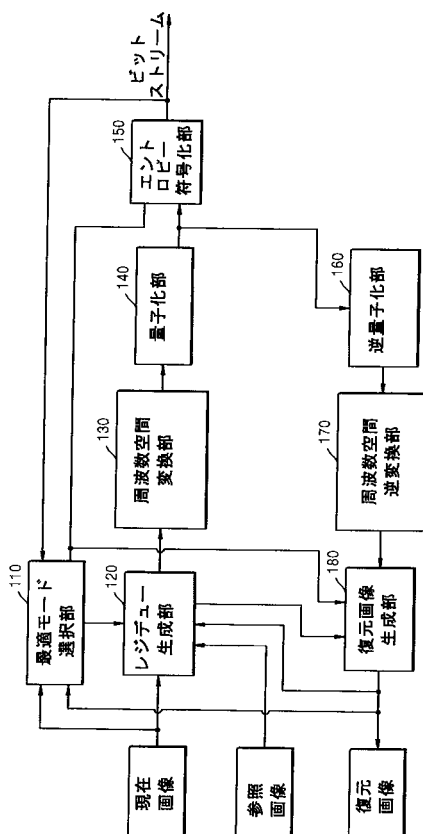 110
最適モード
選択部
120
レジデュー
生成部
130
周波数空間
変換部
140
量子化部
150
エント
ロピー
符号化部
ビット
ストリーム
160
逆量子化部
170
周波数空間
逆変換部
180
復元画像
生成部
現在
画像
参照
画像
復元
画像